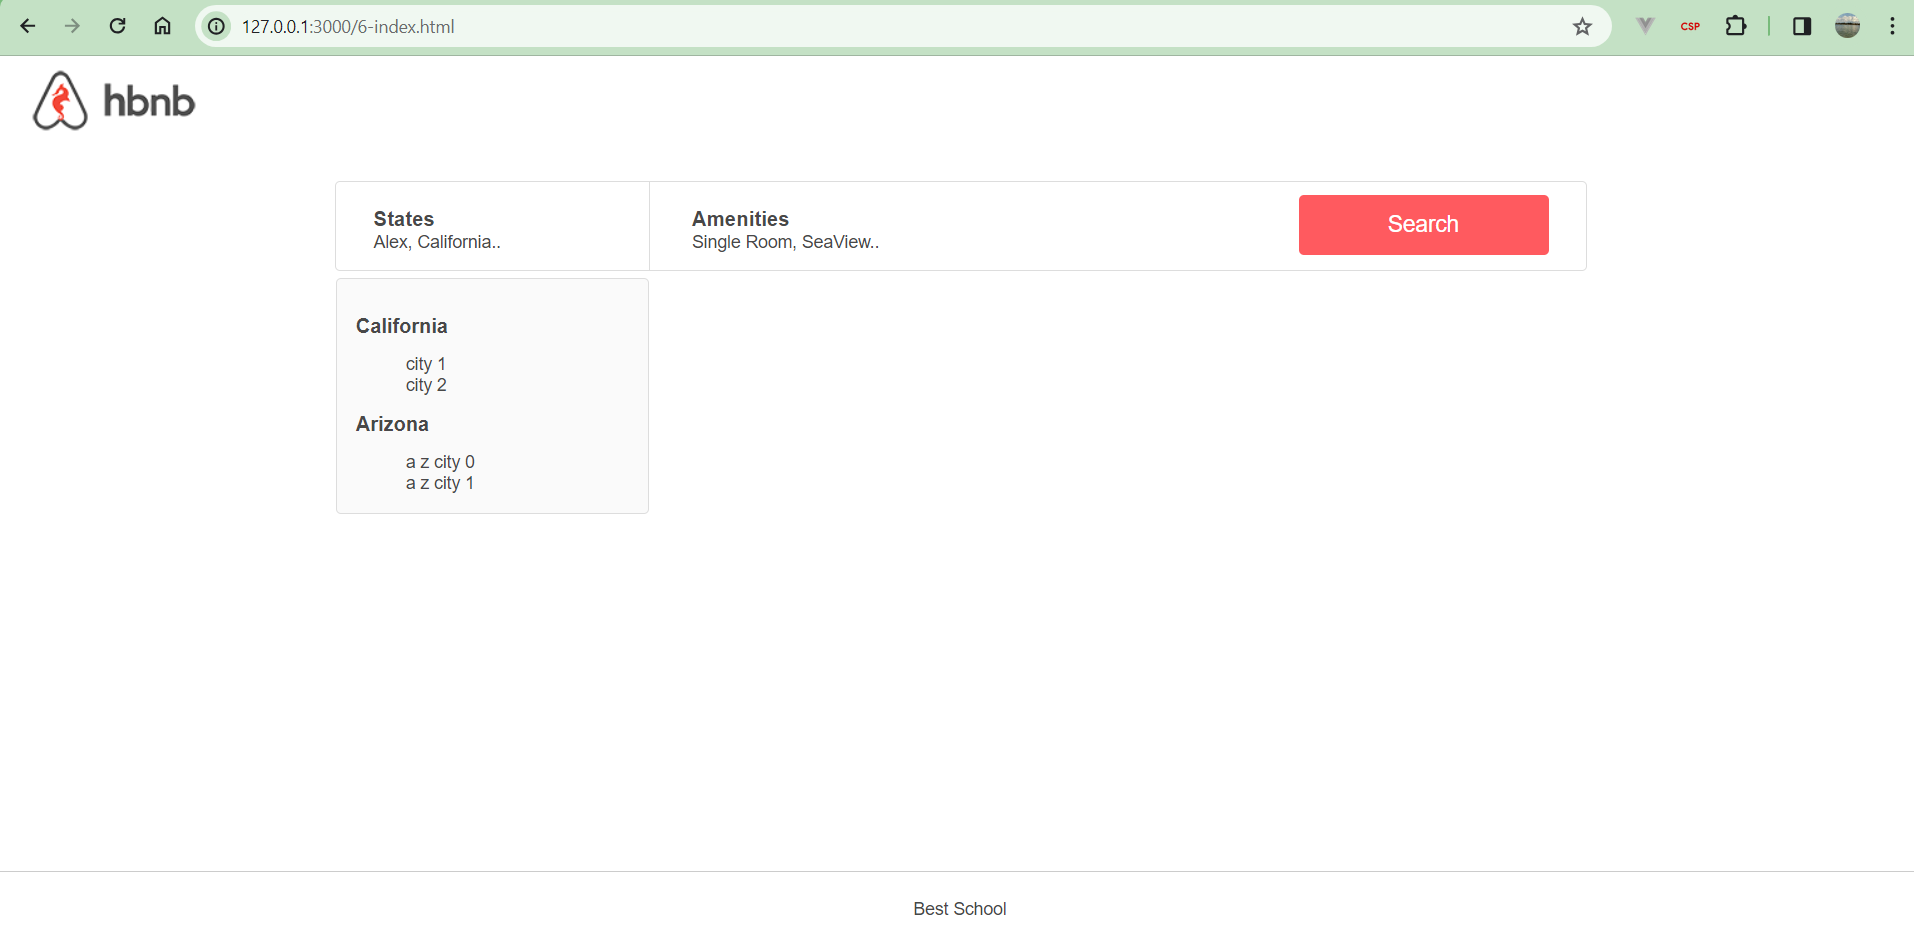 127.0.0.1:3000/6-index.html
CSP
hbnb
States
Alex, California..
Amenities
Single Room, SeaView..
Search
California
city 1
city 2
Arizona
a z city 0
a z city 1
Best School